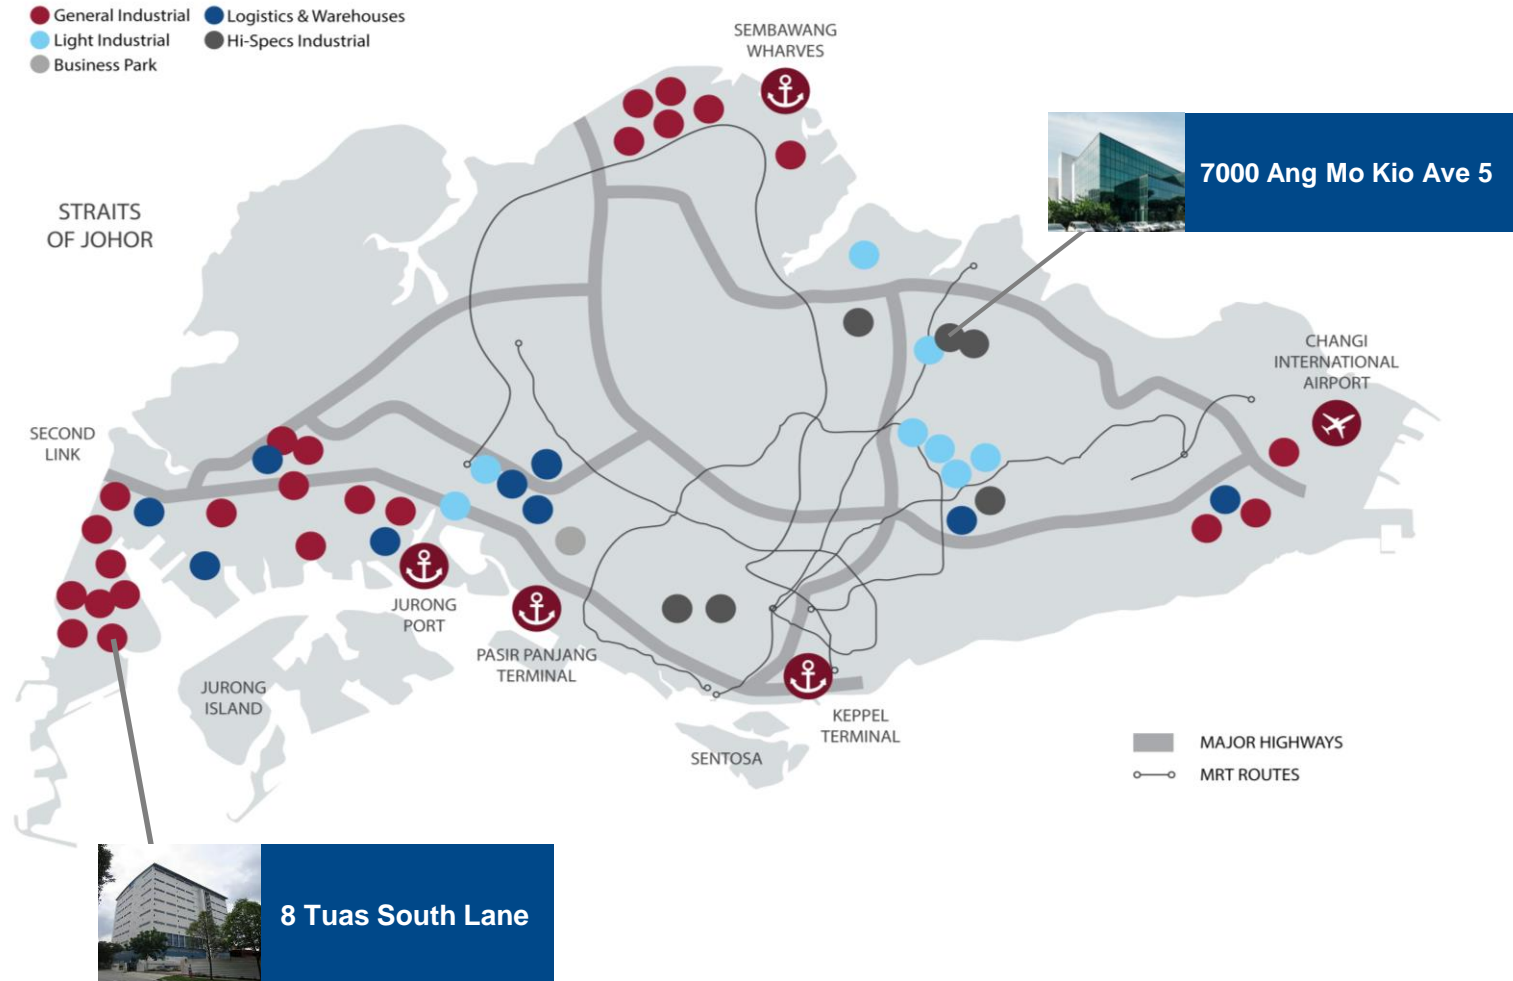 General Industrial
Logistics & Warehouses
Light Industrial
Hi-Specs Industrial
Business Park
SEMBAWANG
WHARVES
7000 Ang Mo Kio Ave 5
STRAITS
OF JOHOR
CHANGI
INTERNATIONAL
AIRPORT
SECOND
LINK
JURONG
PORT
PASIR PANJANG
TERMINAL
JURONG
ISLAND
KEPPEL
TERMINAL
SENTOSA
MAJOR HIGHWAYS
MRT ROUTES
8 Tuas South Lane